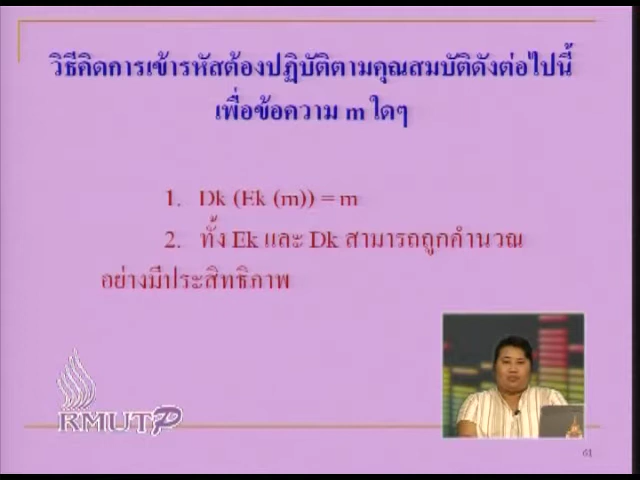 วิธีคิดการเข้ารหัสต้องปฏิบัติตามคุณสมบัติดังต่อไปนี้
เพื่อข้อความ m ใดๆ
1. Dk (Ek (m)) = m
2. ทั้ง Ek และ Dk สามารถถูกคำนวณ
อย่างมีประสิทธิภาพ
RMUTP
61